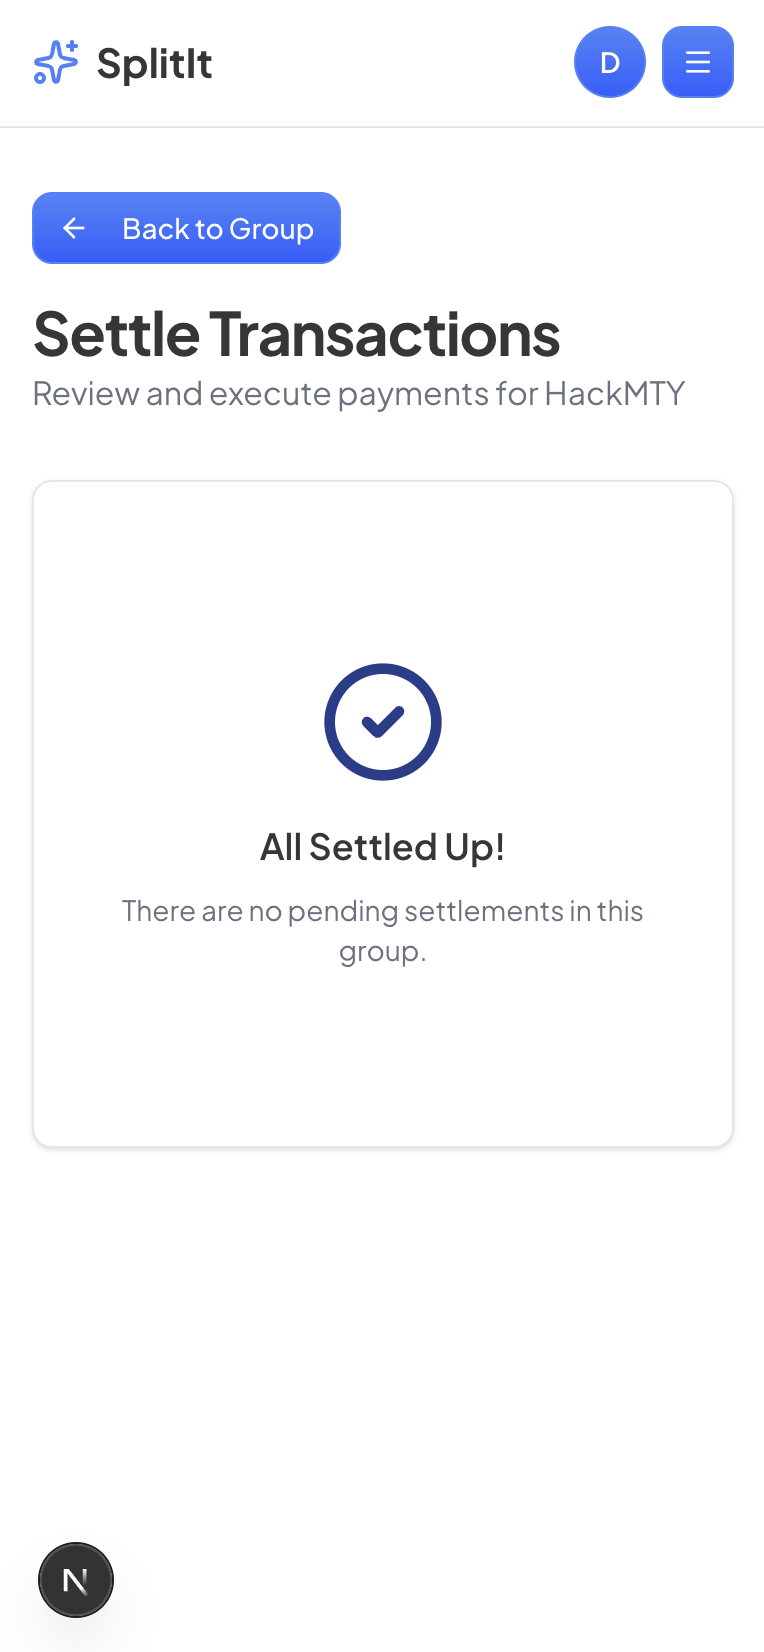 SplitIt
D
Back to Group
Settle Transactions
Review and execute payments for HackMTY
All Settled Up!
There are no pending settlements in this
group.
N